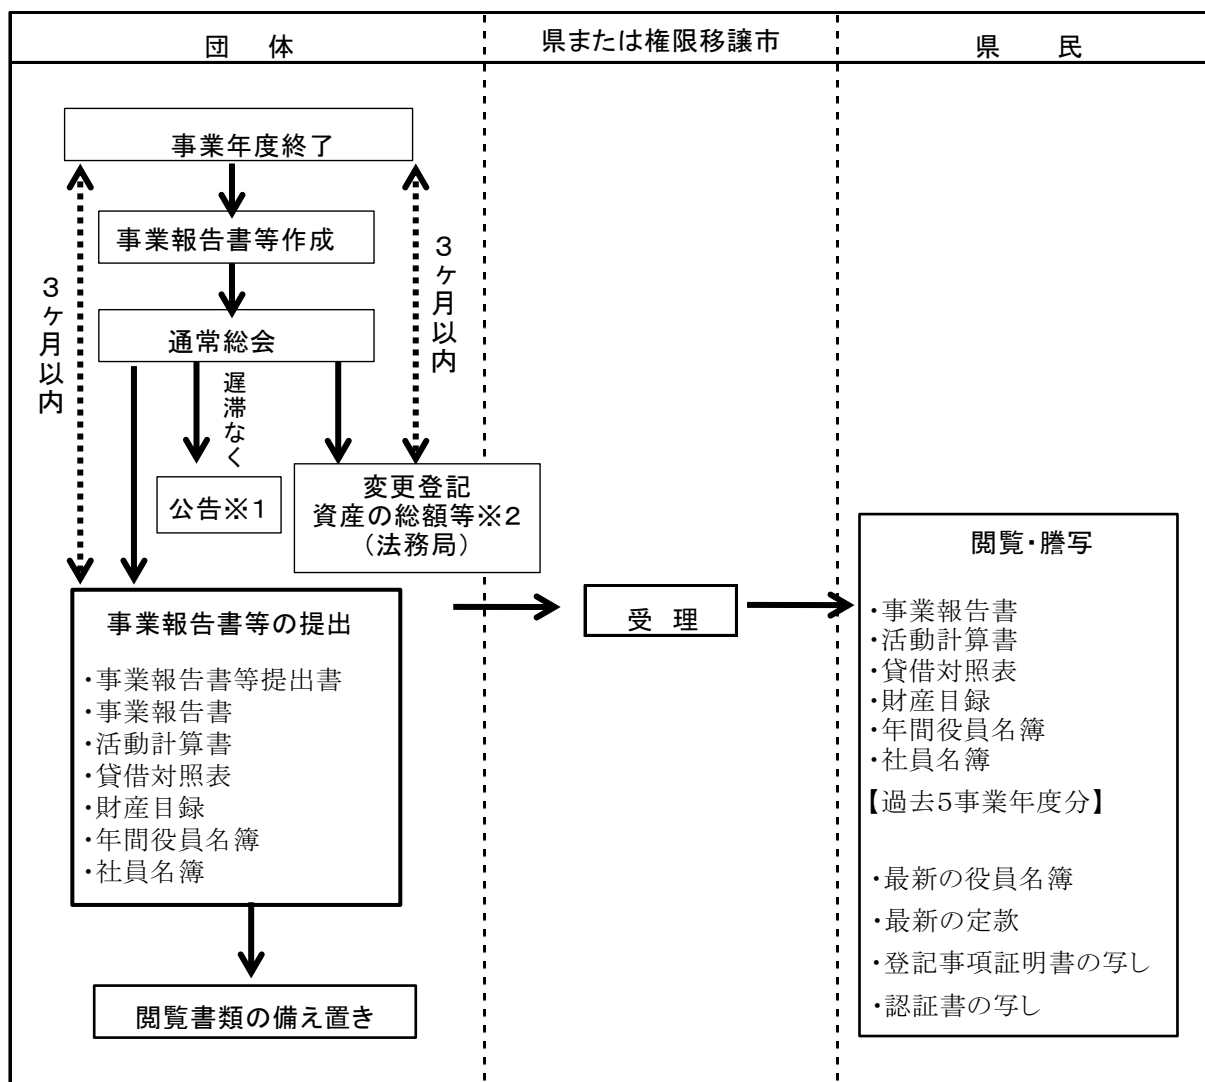 団　体
県または権限移譲市
県　民
事業年度終了
事業報告書等作成
通常総会
３ヶ月以内
３ヶ月以内
遅滞なく
公告※１
変更登記
資産の総額等※２
（法務局）
事業報告書等の提出
・事業報告書等提出書
・事業報告書
・活動計算書
・貸借対照表
・財産目録
・年間役員名簿
・社員名簿
閲覧書類の備え置き
受　理
閲覧・謄写
・事業報告書
・活動計算書
・貸借対照表
・財産目録
・年間役員名簿
・社員名簿
【過去５事業年度分】
・最新の役員名簿
・最新の定款
・登記事項証明書の写し
・認証書の写し